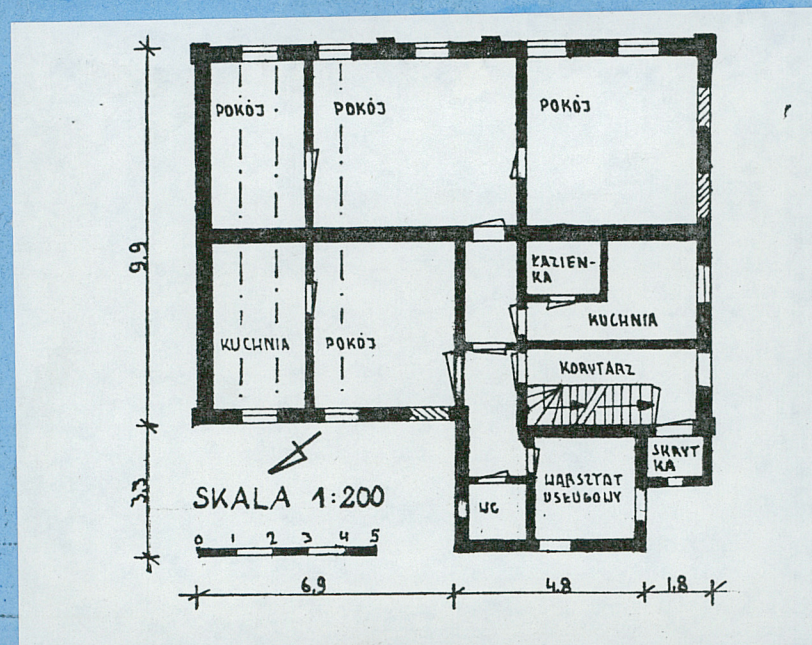 POKÓJ
POKÓJ
POKÓJ
9,9
ŁAZIEN-
KA
KUCHNIA
KUCHNIA
POKÓJ
KORYTARZ
SKRYT
KA
WARSZTAT
USŁUGOWY
WC
3,3
SKALA 1:200
0 1 2 3 4 5
6,9
4,8
1,8